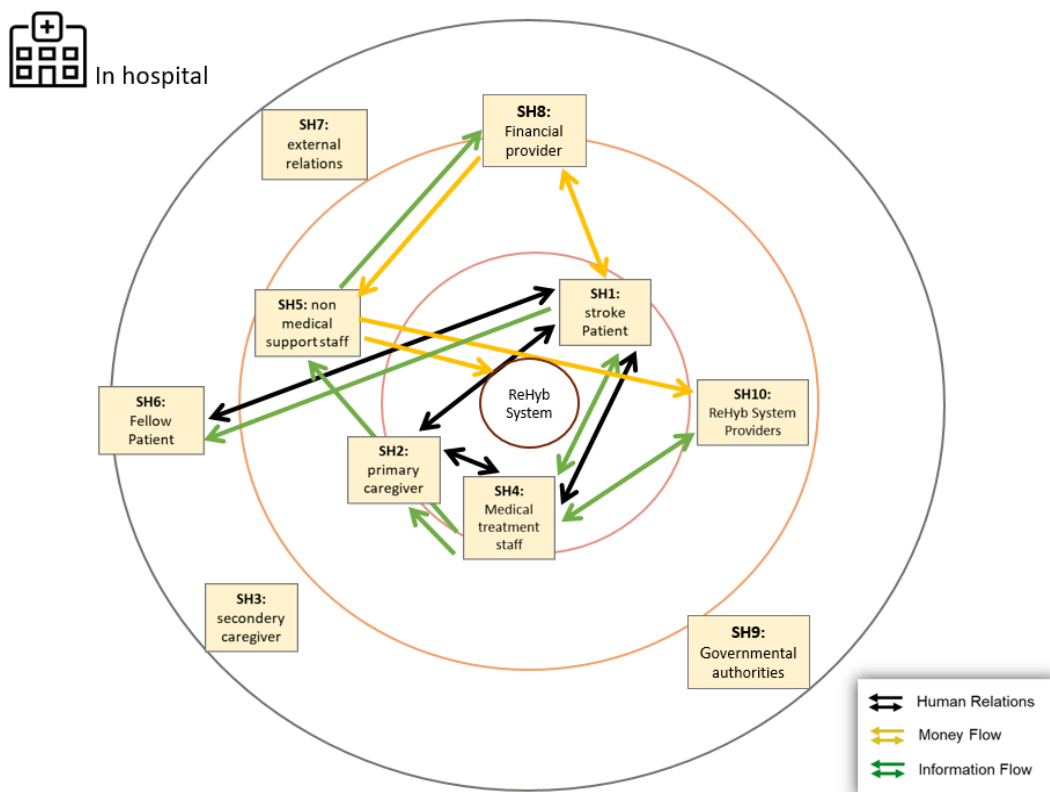 In hospital
SH7:
external
relations
SH8:
Financial
provider
SH5: non
medical
support staff
SH1:
stroke
Patient
SH6:
Fellow
Patient
ReHyb
System
SH10:
ReHyb System
Providers
SH2:
primary
caregiver
SH4:
Medical
treatment
staff
SH3:
secondery
caregiver
SH9:
Governmental
authorities
Human Relations
Money Flow
Information Flow